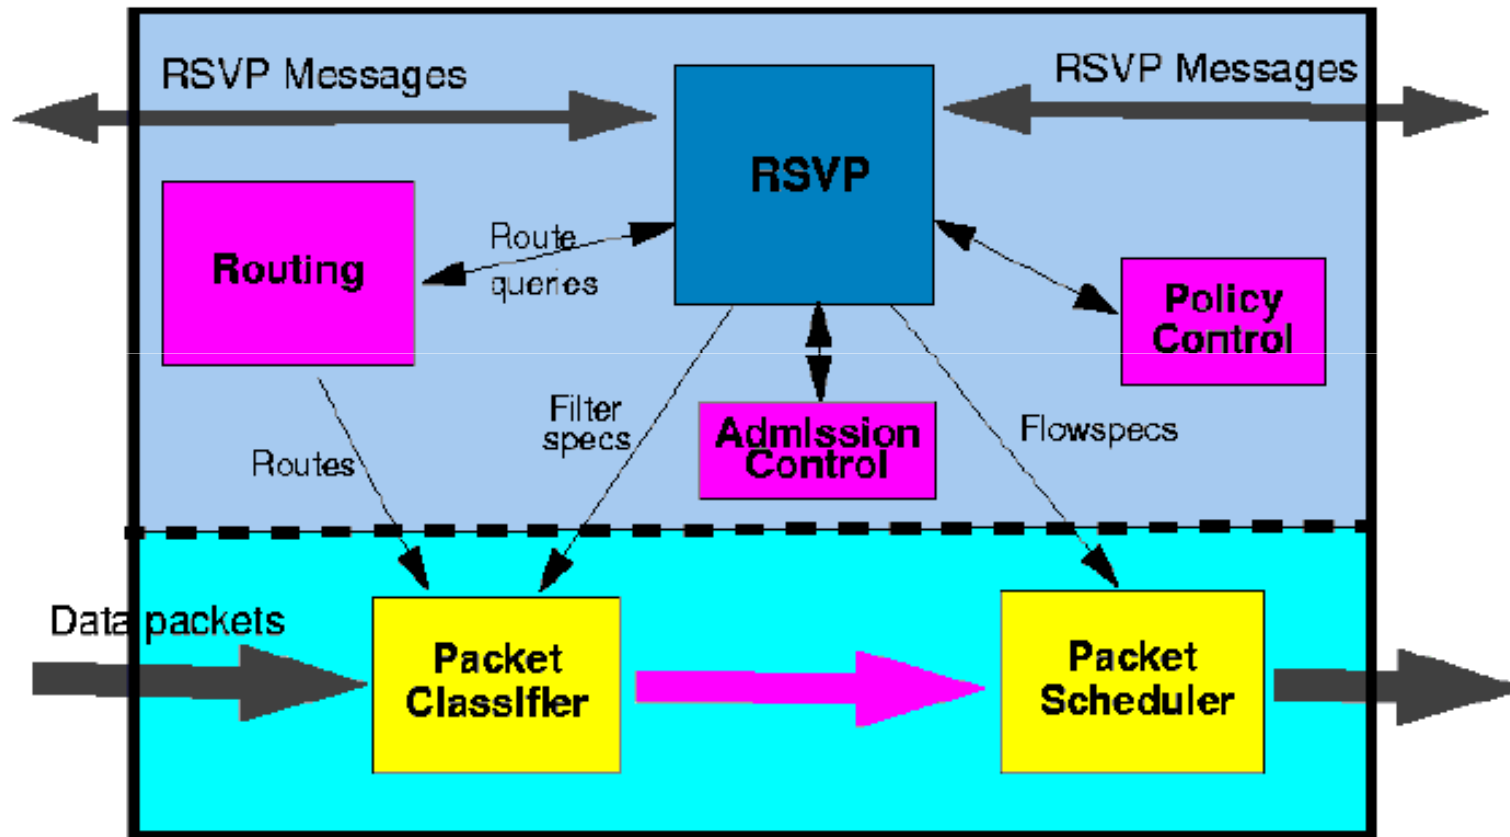 RSVP Messages
RSVP Messages
RSVP
Routing
Route
queries
Policy
Control
Filter
specs
Admission
Control
Flowspecs
Routes
Data packets
Packet
Classifier
Packet
Scheduler